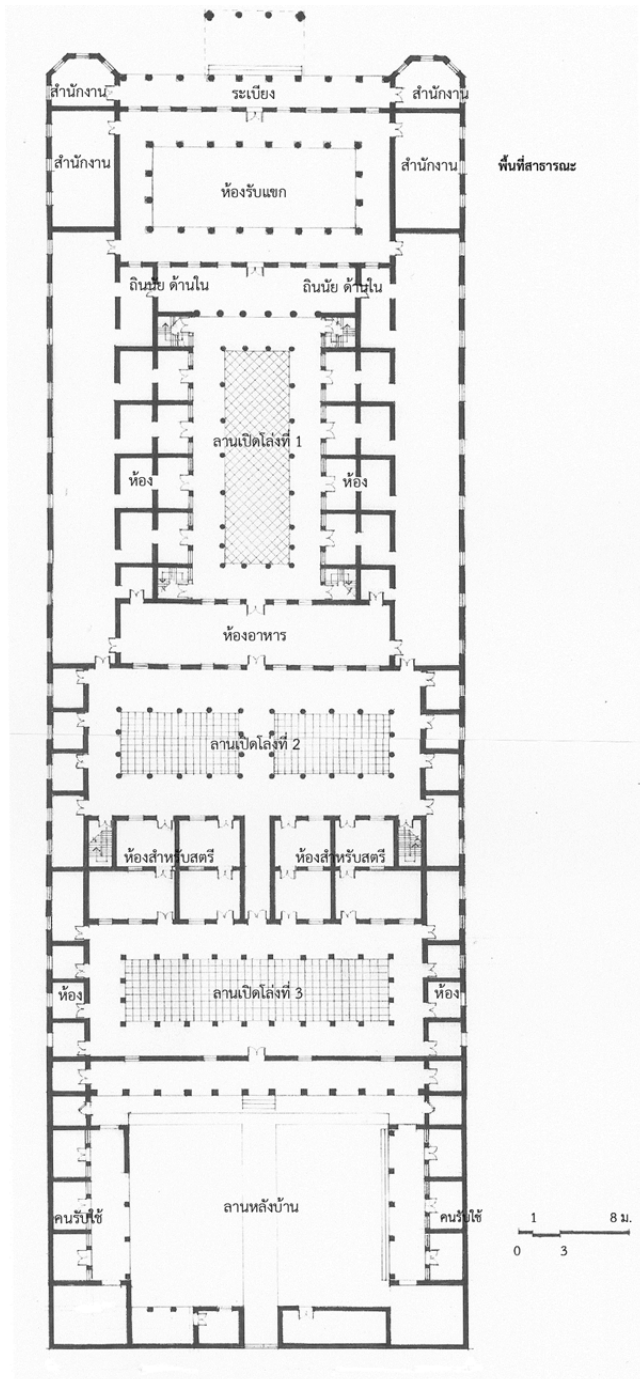 สำนักงาน ระเบียง สำนักงาน
สำนักงาน ห้องรับแขก สำนักงาน พื้นที่สาธารณะ
ถินนัย ด้านใน ถินนัย ด้านใน
ลานเปิดโล่งที่ 1
ห้อง ห้อง
ห้องอาหาร
ลานเปิดโล่งที่ 2
ห้องสำหรับสตรี ห้องสำหรับสตรี
ลานเปิดโล่งที่ 3
ห้อง ห้อง
ลานหลังบ้าน
คนรับใช้ คนรับใช้
1 8 ม.
0 3